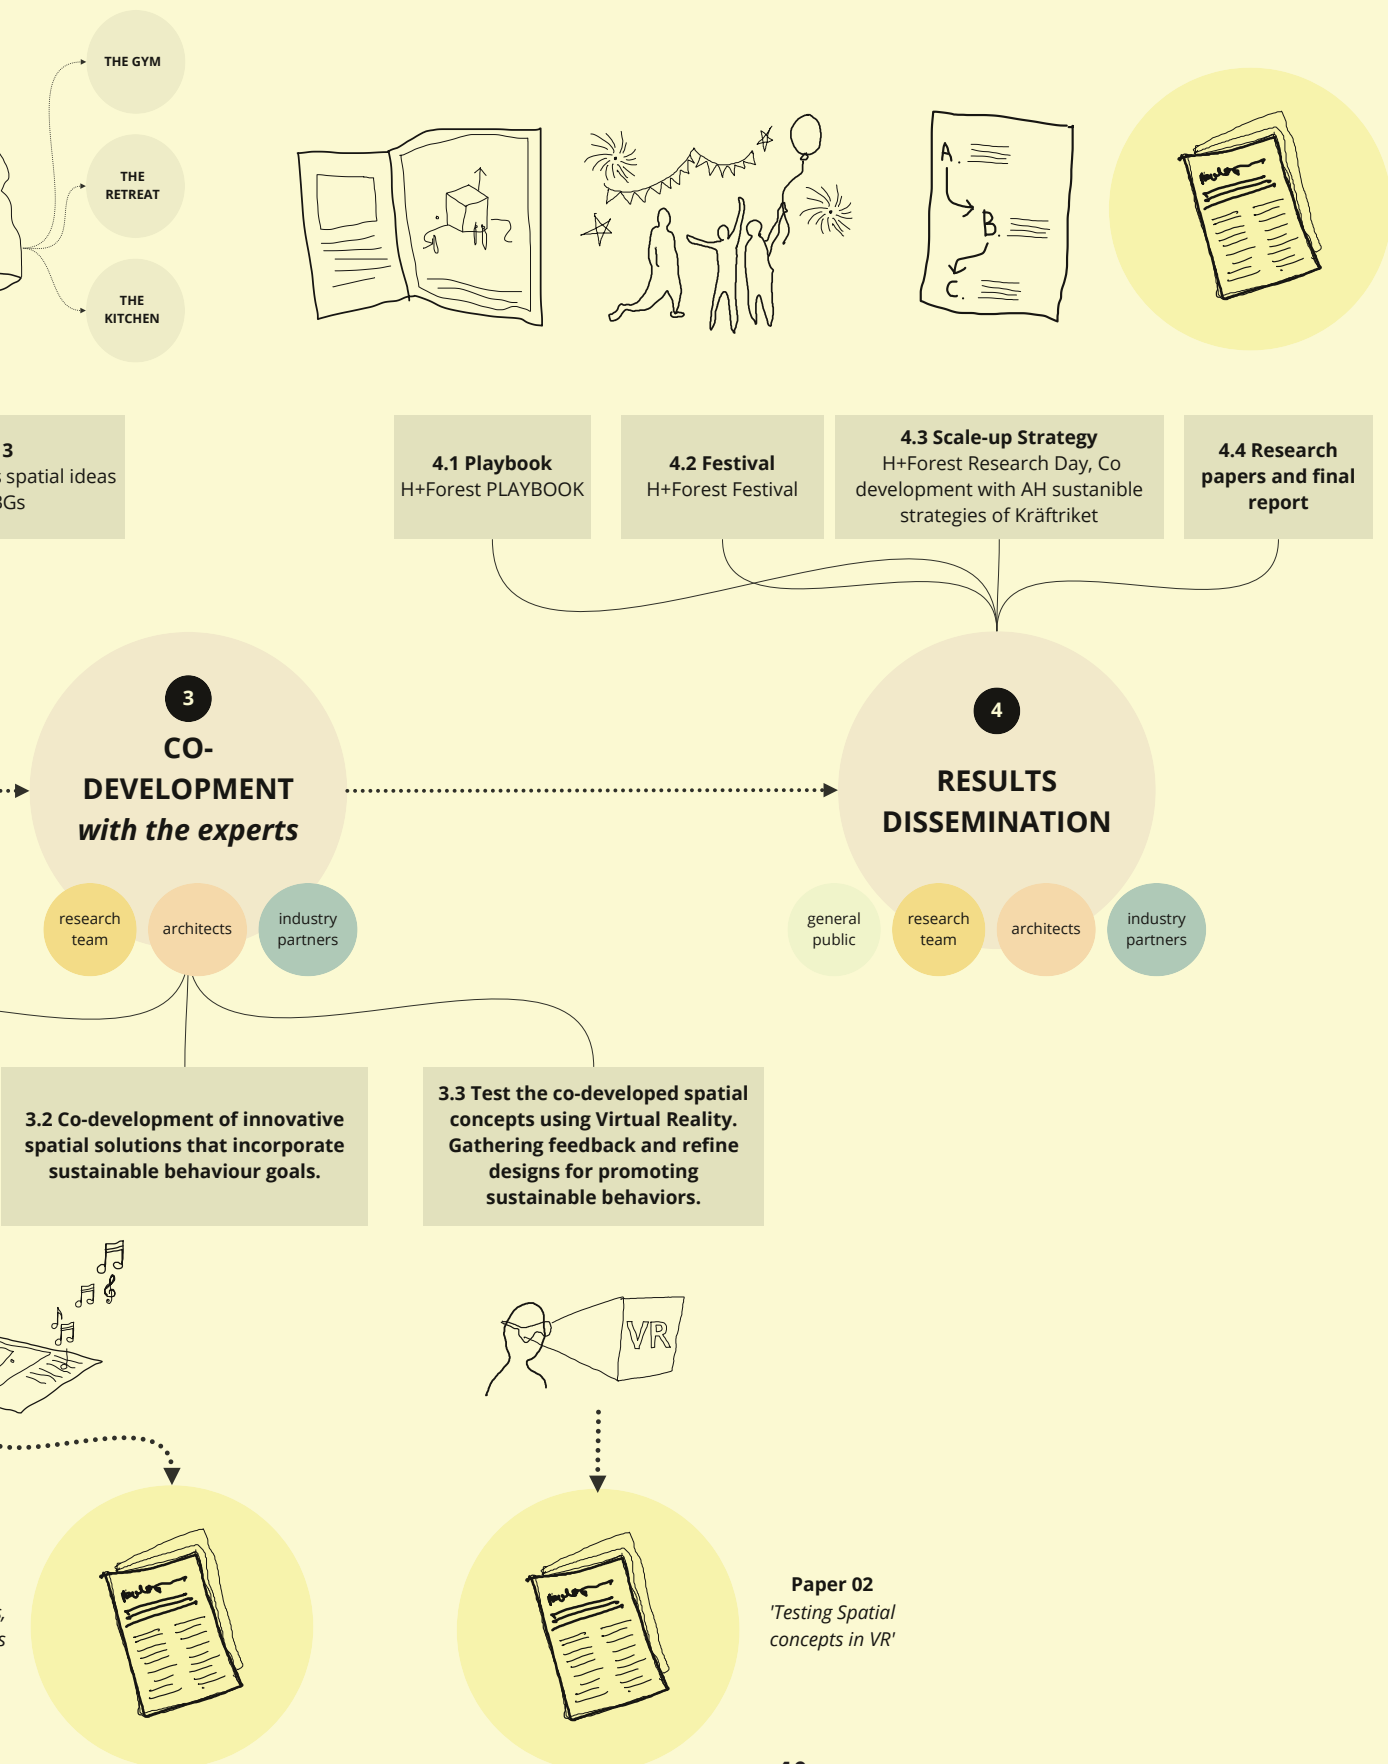 THE GYM
THE
RETREAT
THE
KITCHEN
A.
B.
C.
3
spatial ideas
4.1 Playbook
H+Forest PLAYBOOK
4.2 Festival
H+Forest Festival
4.3 Scale-up Strategy
H+Forest Research Day, Co
development with AH sustanible
strategies of Kräftriket
4.4 Research
papers and final
report
3
CO-
DEVELOPMENT
with the experts
research
team
architects
industry
partners
4
RESULTS
DISSEMINATION
general
public
research
team
architects
industry
partners
3.2 Co-development of innovative
spatial solutions that incorporate
sustainable behaviour goals.
3.3 Test the co-developed spatial
concepts using Virtual Reality.
Gathering feedback and refine
designs for promoting
sustainable behaviors.
VR
Paper 02
'Testing Spatial
concepts in VR'